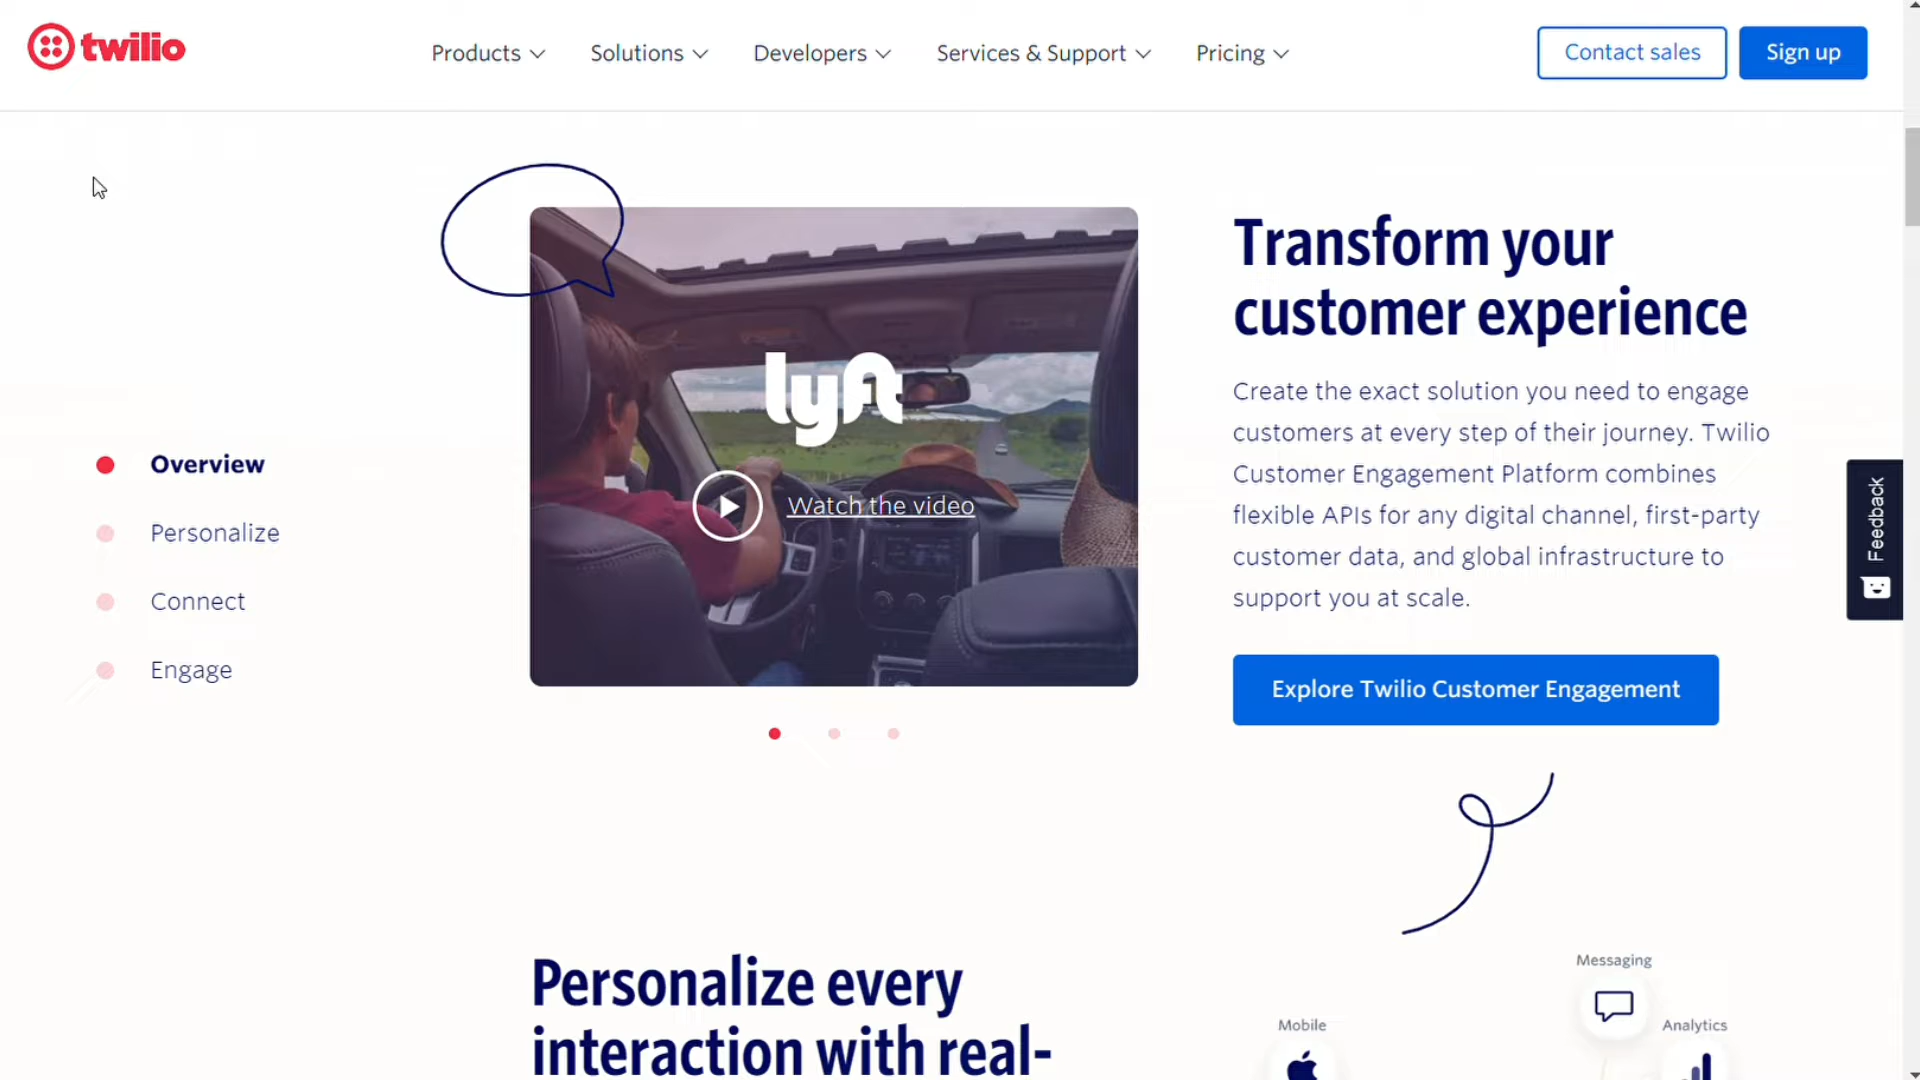 twilio
Products
Solutions
Developers
Services & Support
Pricing
Contact sales
Sign up
Overview
Personalize
Connect
Engage
lyft
Watch the video
Transform your
customer experience
Create the exact solution you need to engage
customers at every step of their journey. Twilio
Customer Engagement Platform combines
flexible APIs for any digital channel, first-party
customer data, and global infrastructure to
support you at scale.
Explore Twilio Customer Engagement
Feedback
Personalize every
interaction with real-
Messaging
Mobile
Analytics